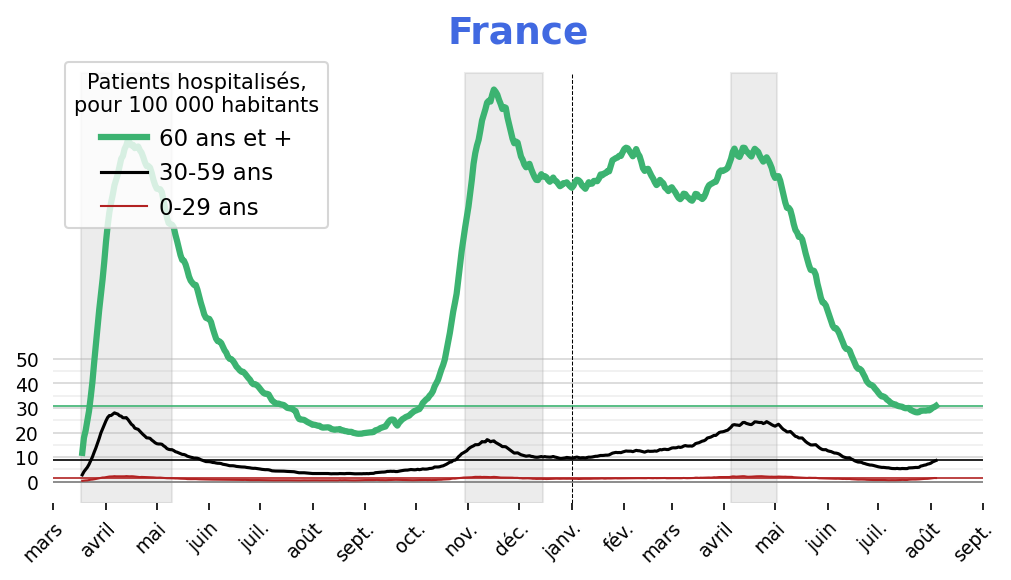 France
Patients hospitalisés,
pour 100 000 habitants
60 ans et +
30-59 ans
0-29 ans
50
40
30
20
10
0
mars
avril
mai
juin
juil.
août
sept.
oct.
nov.
déc.
janv.
fév.
mars
avril
mai
juin
juil.
août
sept.